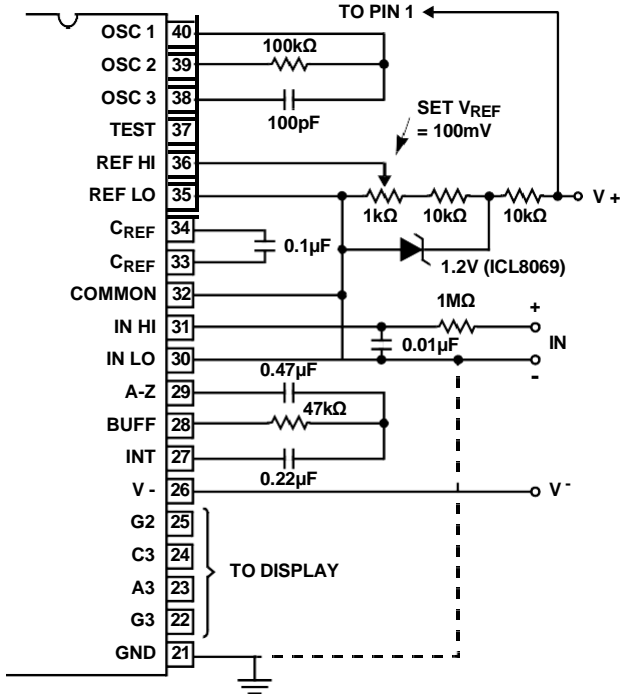 TO PIN 1
OSC 1 40
100kΩ
OSC 2 39
OSC 3 38
100pF
TEST 37
SET VREF
= 100mV
REF HI 36
REF LO 35
1kΩ 10kΩ 10kΩ
V +
CREF 34
0.1µF
CREF 33
1.2V (ICL8069)
COMMON 32
1MΩ
+
IN HI 31
0.01µF
IN
IN LO 30
-
0.47µF
A-Z 29
47kΩ
BUFF 28
INT 27
0.22µF
V - 26
V -
G2 25
C3 24
TO DISPLAY
A3 23
G3 22
GND 21